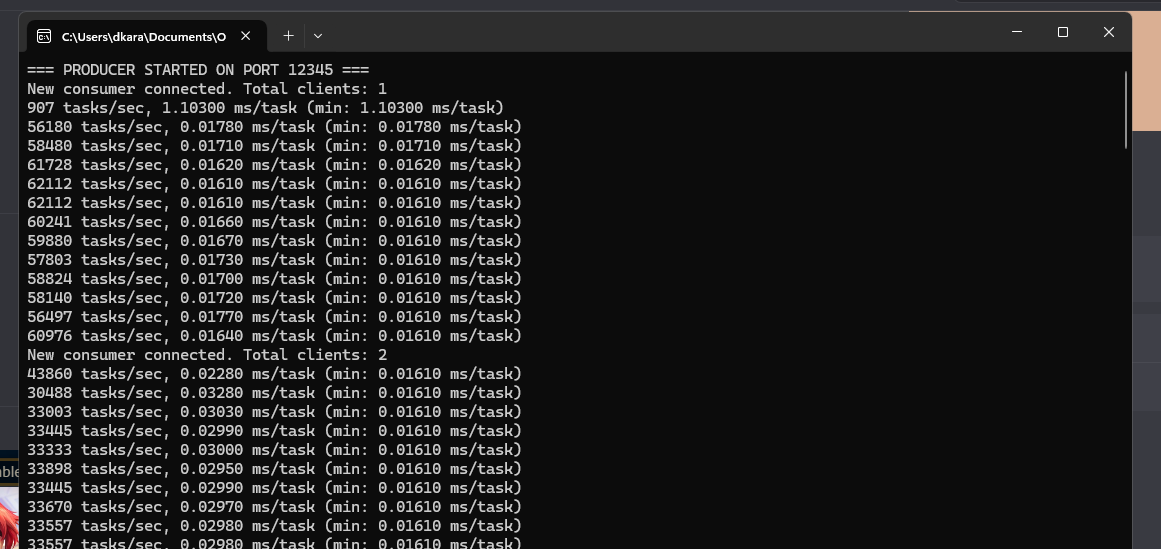 C:\Users\dkara\Documents\O
=== PRODUCER STARTED ON PORT 12345 ===
New consumer connected. Total clients: 1
907 tasks/sec, 1.10300 ms/task (min: 1.10300 ms/task)
56180 tasks/sec, 0.01780 ms/task (min: 0.01780 ms/task)
58480 tasks/sec, 0.01710 ms/task (min: 0.01710 ms/task)
61728 tasks/sec, 0.01620 ms/task (min: 0.01620 ms/task)
62112 tasks/sec, 0.01610 ms/task (min: 0.01610 ms/task)
62112 tasks/sec, 0.01610 ms/task (min: 0.01610 ms/task)
60241 tasks/sec, 0.01660 ms/task (min: 0.01610 ms/task)
59880 tasks/sec, 0.01670 ms/task (min: 0.01610 ms/task)
57803 tasks/sec, 0.01730 ms/task (min: 0.01610 ms/task)
58824 tasks/sec, 0.01700 ms/task (min: 0.01610 ms/task)
58140 tasks/sec, 0.01720 ms/task (min: 0.01610 ms/task)
56497 tasks/sec, 0.01770 ms/task (min: 0.01610 ms/task)
60976 tasks/sec, 0.01640 ms/task (min: 0.01610 ms/task)
New consumer connected. Total clients: 2
43860 tasks/sec, 0.02280 ms/task (min: 0.01610 ms/task)
30488 tasks/sec, 0.03280 ms/task (min: 0.01610 ms/task)
33003 tasks/sec, 0.03030 ms/task (min: 0.01610 ms/task)
33445 tasks/sec, 0.02990 ms/task (min: 0.01610 ms/task)
33333 tasks/sec, 0.03000 ms/task (min: 0.01610 ms/task)
33898 tasks/sec, 0.02950 ms/task (min: 0.01610 ms/task)
33445 tasks/sec, 0.02990 ms/task (min: 0.01610 ms/task)
33670 tasks/sec, 0.02970 ms/task (min: 0.01610 ms/task)
33557 tasks/sec, 0.02980 ms/task (min: 0.01610 ms/task)
33557 tasks/sec, 0.02980 ms/task (min: 0.01610 ms/task)